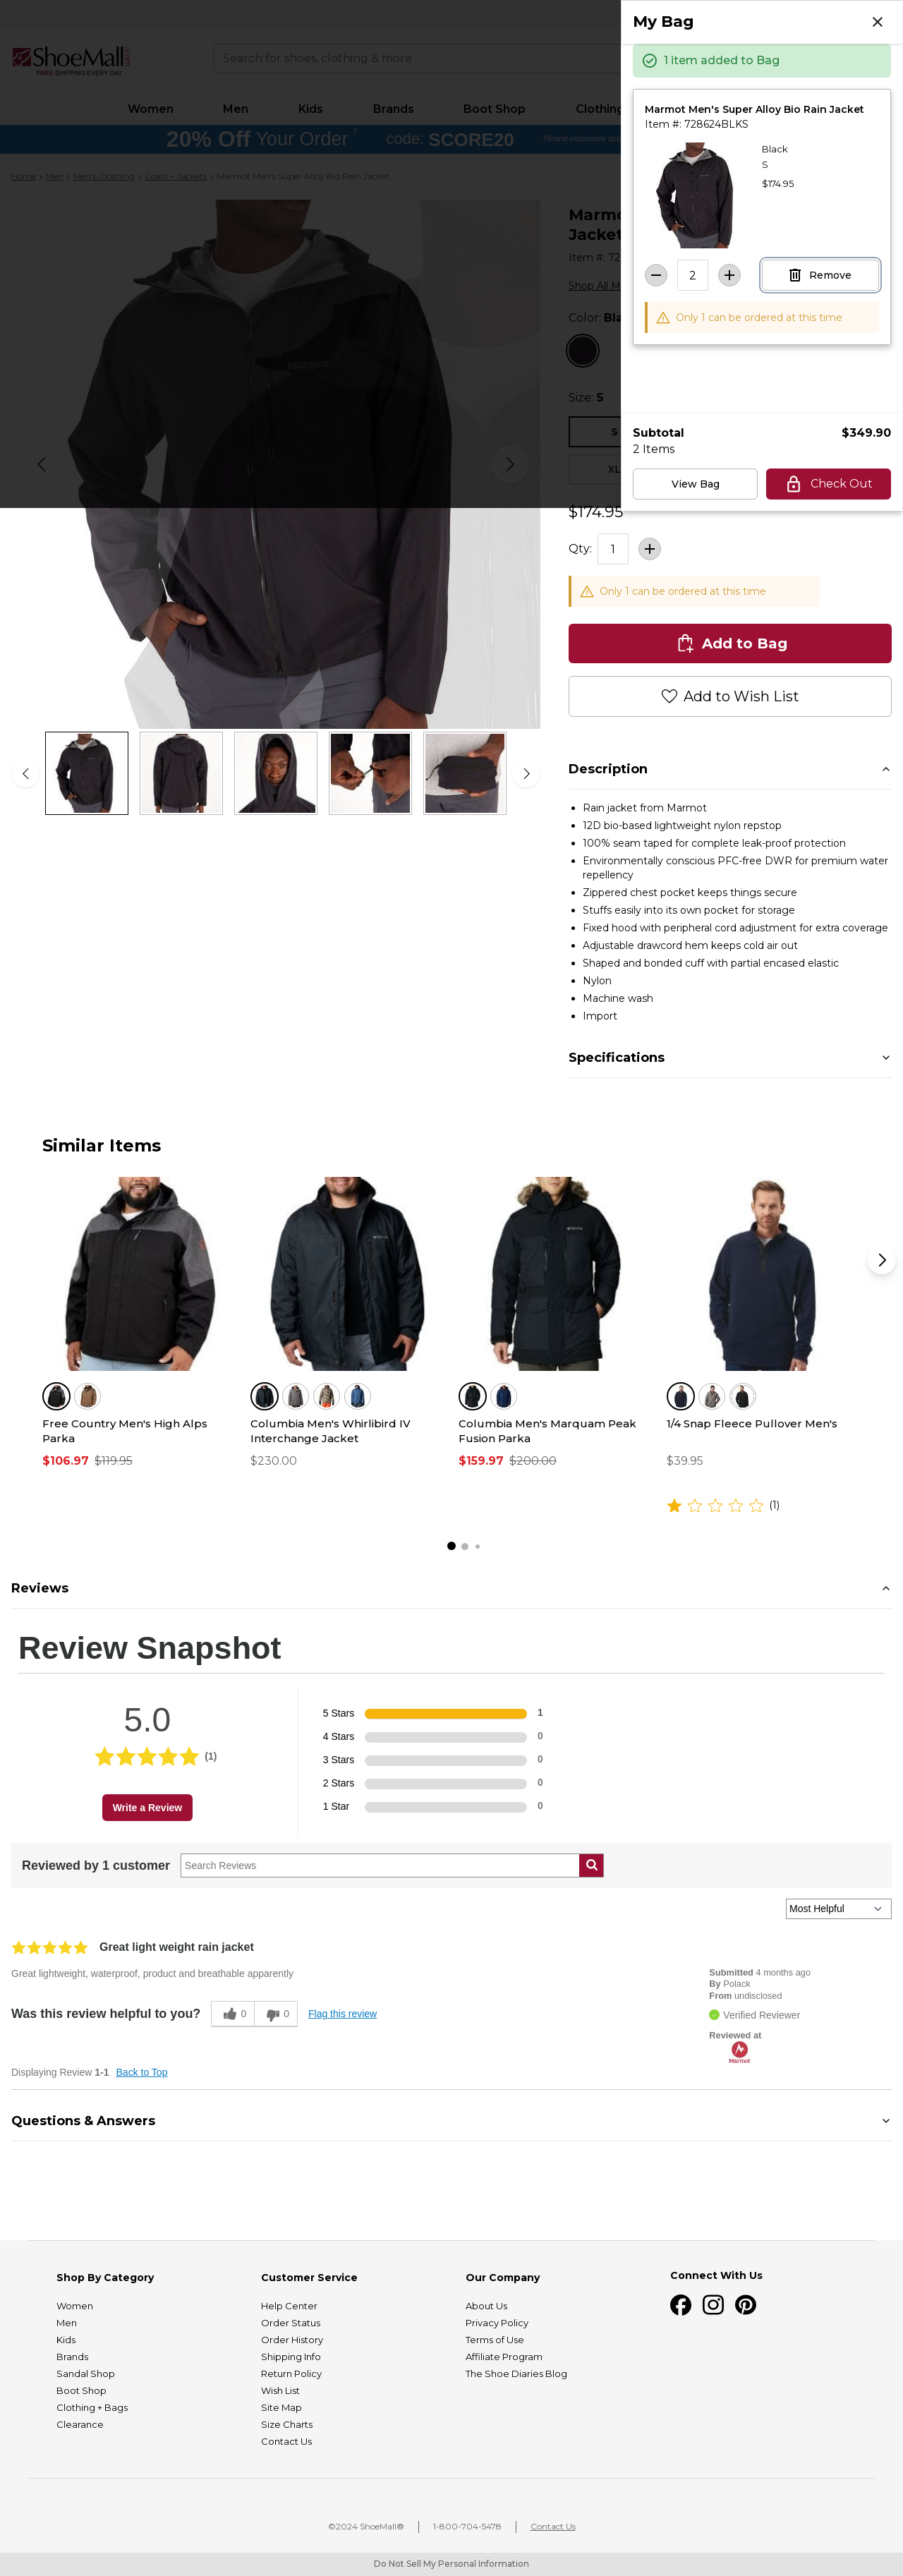 ShoeMall
FREE SHIPPING EVERY DAY
Search for shoes, clothing & more
Women
Men
Kids
Brands
Boot Shop
Clothing
20% Off Your Order † code: SCORE20
†Brand exclusions
Home > Men > Men's Clothing > Coats + Jackets > Marmot Men's Super Alloy Bio Rain Jacket
Item #:
Shop All
Color:
Size: S
S
XL
$174.95
Qty: 1
Only 1 can be ordered at this time
Add to Bag
Add to Wish List
My Bag
1 item added to Bag
Marmot Men's Super Alloy Bio Rain Jacket
Item #: 728624BLKS
Black
S
$174.95
2
Remove
Only 1 can be ordered at this time
Subtotal $349.90
2 Items
View Bag
Check Out
Description
Rain jacket from Marmot
12D bio-based lightweight nylon repstop
100% seam taped for complete leak-proof protection
Environmentally conscious PFC-free DWR for premium water
repellency
Zippered chest pocket keeps things secure
Stuffs easily into its own pocket for storage
Fixed hood with peripheral cord adjustment for extra coverage
Adjustable drawcord hem keeps cold air out
Shaped and bonded cuff with partial encased elastic
Nylon
Machine wash
Import
Specifications
Similar Items
Free Country Men's High Alps
Parka
$106.97 $119.95
Columbia Men's Whirlibird IV
Interchange Jacket
$230.00
Columbia Men's Marquam Peak
Fusion Parka
$159.97 $200.00
1/4 Snap Fleece Pullover Men's
$39.95
(1)
Reviews
Review Snapshot
5.0
(1)
Write a Review
5 Stars 1
4 Stars 0
3 Stars 0
2 Stars 0
1 Star 0
Reviewed by 1 customer
Search Reviews
Most Helpful
Great light weight rain jacket
Great lightweight, waterproof, product and breathable apparently
Was this review helpful to you? 0 0 Flag this review
Submitted 4 months ago
By Polack
From undisclosed
Verified Reviewer
Reviewed at
Marmot
Displaying Review 1-1 Back to Top
Questions & Answers
Shop By Category
Women
Men
Kids
Brands
Sandal Shop
Boot Shop
Clothing + Bags
Clearance
Customer Service
Help Center
Order Status
Order History
Shipping Info
Return Policy
Wish List
Site Map
Size Charts
Contact Us
Our Company
About Us
Privacy Policy
Terms of Use
Affiliate Program
The Shoe Diaries Blog
Connect With Us
©2024 ShoeMall®
1-800-704-5478
Contact Us
Do Not Sell My Personal Information